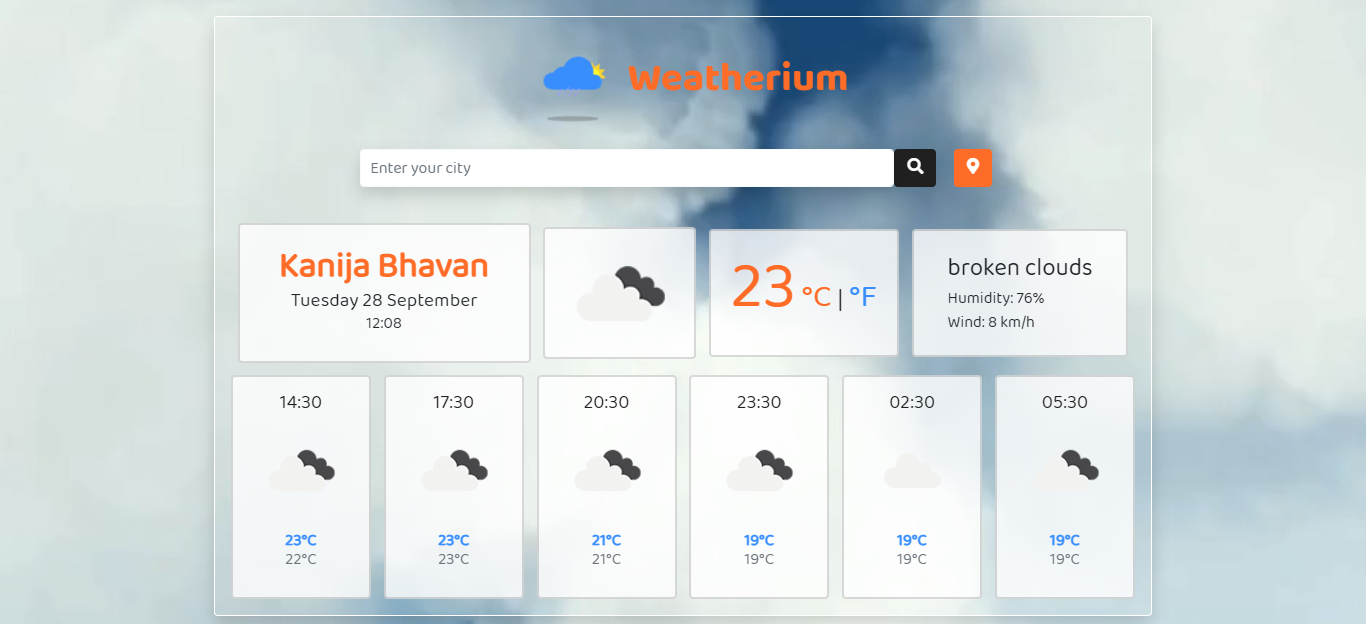 Weatherium
Enter your city
Kanija Bhavan
Tuesday 28 September
12:08
23 °C | °F
broken clouds
Humidity: 76%
Wind: 8 km/h
14:30
23°C
22°C
17:30
23°C
23°C
20:30
21°C
21°C
23:30
19°C
19°C
02:30
19°C
19°C
05:30
19°C
19°C